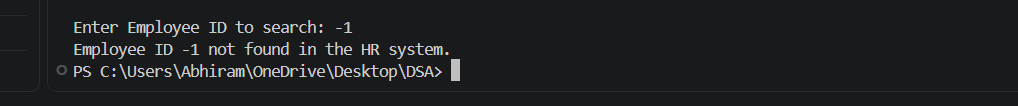 Enter Employee ID to search: -1
Employee ID -1 not found in the HR system.
PS C:\Users\Abhiram\OneDrive\Desktop\DSA>